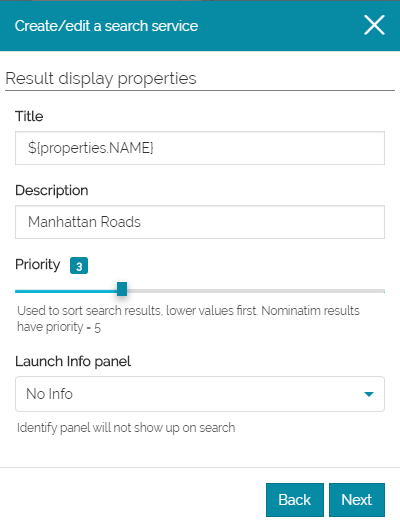 Create/edit a search service
Result display properties
Title
${properties.NAME}
Description
Manhattan Roads
Priority 3
Used to sort search results, lower values first. Nominatim results
have priority = 5
Launch Info panel
No Info
Identify panel will not show up on search
Back Next